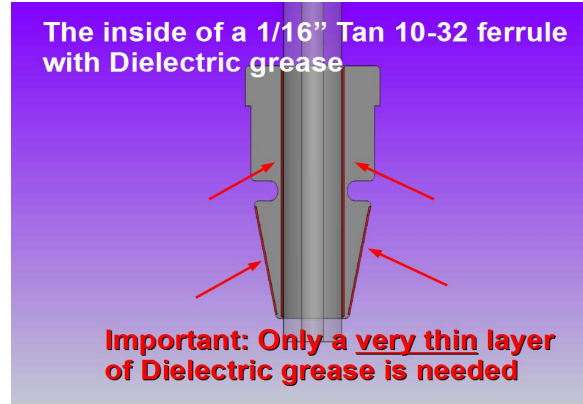 The inside of a 1/16” Tan 10-32 ferrule
with Dielectric grease
Important: Only a very thin layer
of Dielectric grease is needed